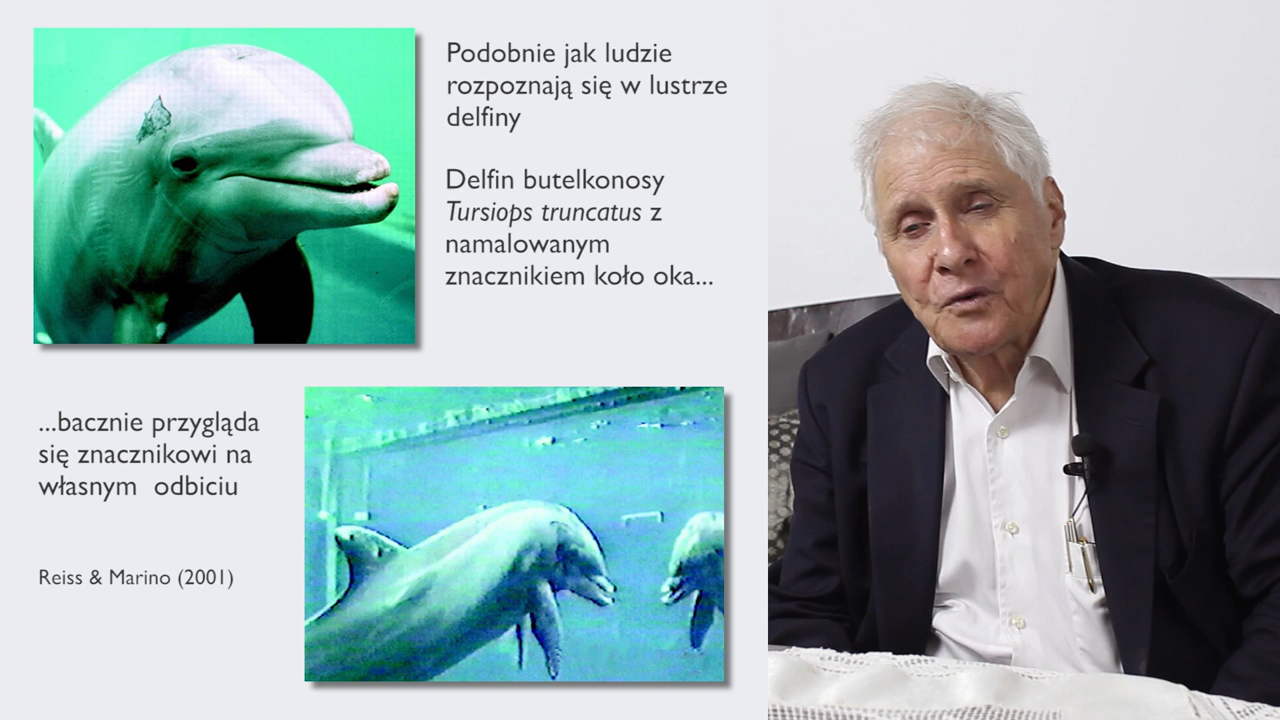 Podobnie jak ludzie
rozpoznają się w lustrze
delfiny
Delfin butelkonosy
Tursiops truncatus z
namalowanym
znacznikiem koło oka...
...bacznie przygląda
się znacznikowi na
własnym odbiciu
Reiss & Marino (2001)